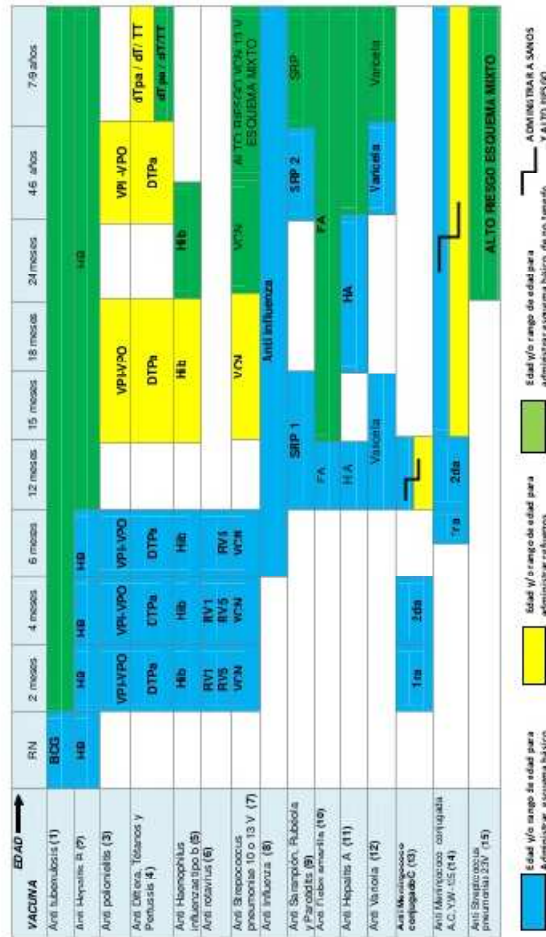 EDAD
VACUNA RN 2 meses 4 meses 6 meses 12 meses 15 meses 18 meses 24 meses 4-6 años 7-9 años
Anti tuberculosis (1) BCG
Anti Hepatitis B (2) HB HB HB HB HB
Anti poliomielitis (3) VPI-VPO VPI-VPO VPI-VPO VPI-VPO VPI -VPO
Anti Difteria, Tétanos y
Pertussis 4) DTPa DTPa DTPa DTPa DTPa dTpa / dT/ TT
dTpa / dT/TT
Anti Haemophilus
influenzae tipo b (5) Hib Hib Hib Hib Hib
Anti rotavirus (6) RV1 RV1
RV5 RV5 RV5
Anti Streptococcus
pneumoniae 10 o 13 V (7) VCN VCN VCN VCN VCN ALTO RIESGO VCN 13 V
ESQUEMA MIXTO
Anti Influenza (8) Anti Influenza
Anti Sarampión, Rubéola
y Parotiditis (9) SRP 1 SRP 2 SRP
Anti Fiebre amarilla (10) FA FA
Anti Hepatitis A (11) HA HA
Anti Varicela (12) Varicela Varicela Varicela
Anti Meningococo
conjugado C (13) 1ra 2da
Anti Meningococo conjugada
A,C,Y,W-135 (14) 1ra 2da
Anti Streptococcus
pneumoniae 23V (15) ALTO RIESGO ESQUEMA MIXTO
Edad y/o rango de edad para
Administrar esquema básico
Edad y/o rango de edad para
administrar refuerzos
Edad y/o rango de edad para
administrar esquema básico, de no tenerlo
ADMINISTRAR A SANOS
Y ALTO RIESGO